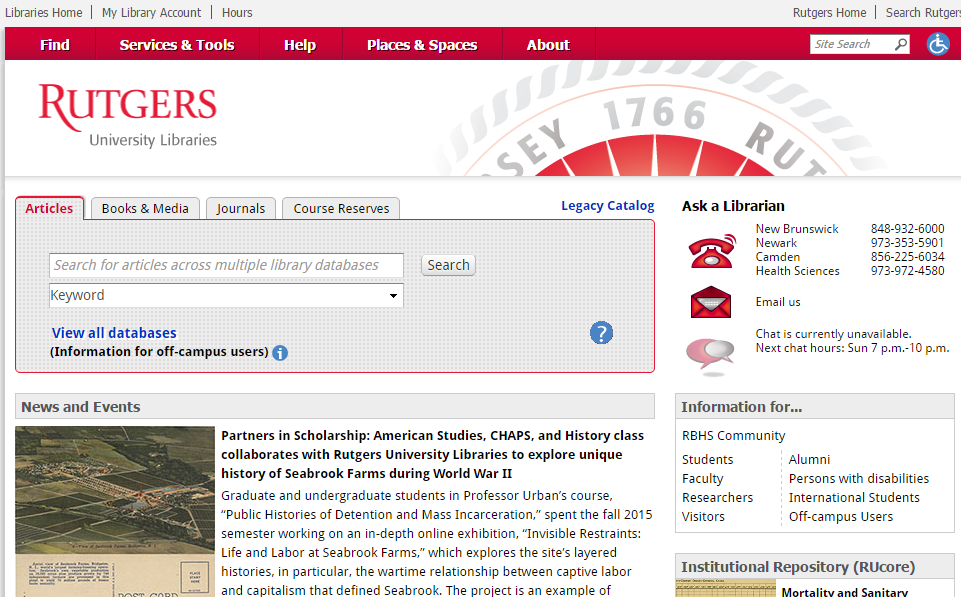 Libraries Home | My Library Account | Hours
Rutgers Home | Search Rutgers
Find Services & Tools Help Places & Spaces About
Site Search
1766
SEY RUT
RUTGERS
University Libraries
Articles Books & Media Journals Course Reserves
Legacy Catalog
Search for articles across multiple library databases
Search
Keyword
View all databases
(Information for off-campus users) i
?
Ask a Librarian
New Brunswick 848-932-6000
Newark 973-353-5901
Camden 856-225-6034
Health Sciences 973-972-4580
Email us
Chat is currently unavailable.
Next chat hours: Sun 7 p.m.-10 p.m.
News and Events
Partners in Scholarship: American Studies, CHAPS, and History class
collaborates with Rutgers University Libraries to explore unique
history of Seabrook Farms during World War II
Graduate and undergraduate students in Professor Urban's course,
“Public Histories of Detention and Mass Incarceration,” spent the fall 2015
semester working on an in-depth online exhibition, “Invisible Restraints:
Life and Labor at Seabrook Farms,” which explores the site's layered
histories, in particular, the wartime relationship between captive labor
and capitalism that defined Seabrook. The project is an example of
PLACE
STAMP
HERE
POST CARD
Information for...
RBHS Community
Students Alumni
Faculty Persons with disabilities
Researchers International Students
Visitors Off-campus Users
Institutional Repository (RUcore)
Mortality and Sanitary